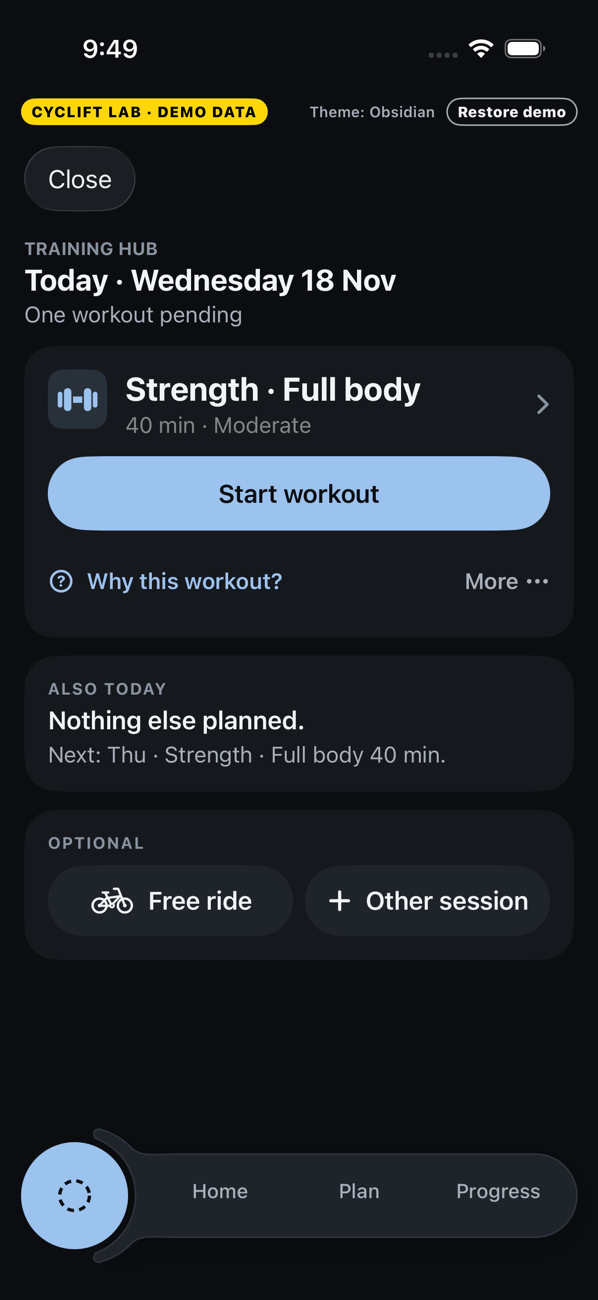 9:49
CYCLIFT LAB · DEMO DATA
Theme: Obsidian
Restore demo
Close
TRAINING HUB
Today · Wednesday 18 Nov
One workout pending
Strength · Full body
40 min · Moderate
Start workout
Why this workout?
More ···
ALSO TODAY
Nothing else planned.
Next: Thu · Strength · Full body 40 min.
OPTIONAL
Free ride
+ Other session
Home
Plan
Progress